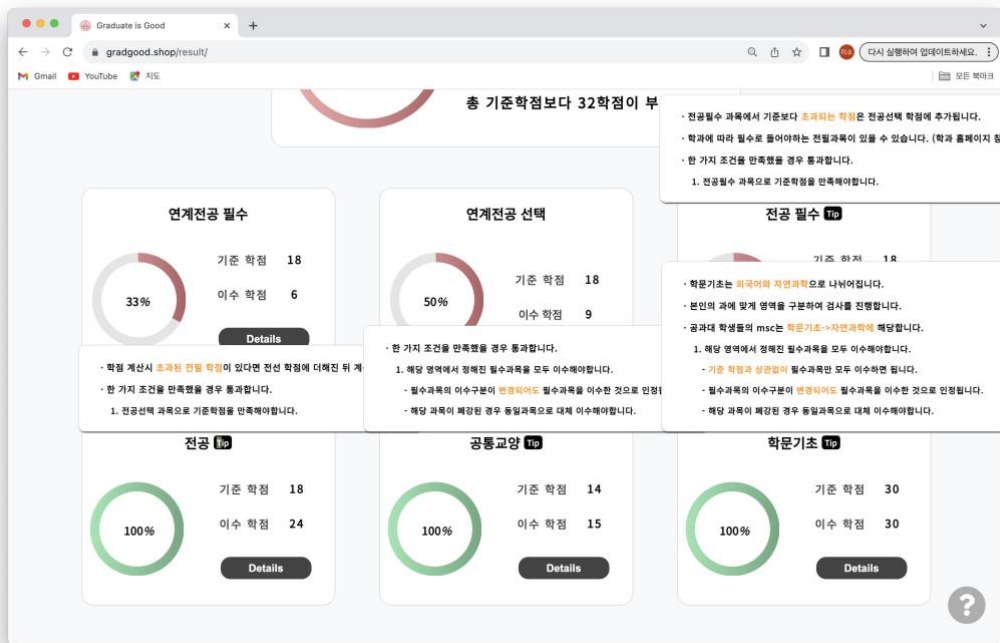 Graduate is Good
gradgood.shop/result/
다시 실행하여 업데이트하세요.
Gmail YouTube 지도
모든 북마크
총 기준학점보다 32학점이 부
· 전공필수 과목에서 기준보다 초과되는 학점은 전공선택 학점에 추가됩니다.
· 학과에 따라 필수로 들어야하는 전필과목이 있을 수 있습니다. (학과 홈페이지 참
· 한 가지 조건을 만족했을 경우 통과합니다.
1. 전공필수 과목으로 기준학점을 만족해야합니다.
연계전공 필수
33%
기준 학점 18
이수 학점 6
Details
연계전공 선택
50%
기준 학점 18
이수 학점 9
전공 필수 Tip
기준 학점 18
· 학점 계산시 초과된 전필 학점이 있다면 전선 학점에 더해진 뒤 계
· 한 가지 조건을 만족했을 경우 통과합니다.
1. 전공선택 과목으로 기준학점을 만족해야합니다.
· 한 가지 조건을 만족했을 경우 통과합니다.
1. 해당 영역에서 정해진 필수과목을 모두 이수해야합니다.
- 필수과목의 이수구분이 변경되어도 필수과목을 이수한 것으로 인정
- 해당 과목이 폐강된 경우 동일과목으로 대체 이수해야합니다.
· 학문기초는 외국어와 자연과학으로 나뉘어집니다.
· 본인의 과에 맞게 영역을 구분하여 검사를 진행합니다.
· 공과대 학생들의 msc는 학문기초->자연과학에 해당합니다.
1. 해당 영역에서 정해진 필수과목을 모두 이수해야합니다.
- 기준 학점과 상관없이 필수과목만 모두 이수하면 됩니다.
- 필수과목의 이수구분이 변경되어도 필수과목을 이수한 것으로 인정됩니다.
- 해당 과목이 폐강된 경우 동일과목으로 대체 이수해야합니다.
전공 Tip
100%
기준 학점 18
이수 학점 24
Details
공통교양 Tip
100%
기준 학점 14
이수 학점 15
Details
학문기초 Tip
100%
기준 학점 30
이수 학점 30
Details
?